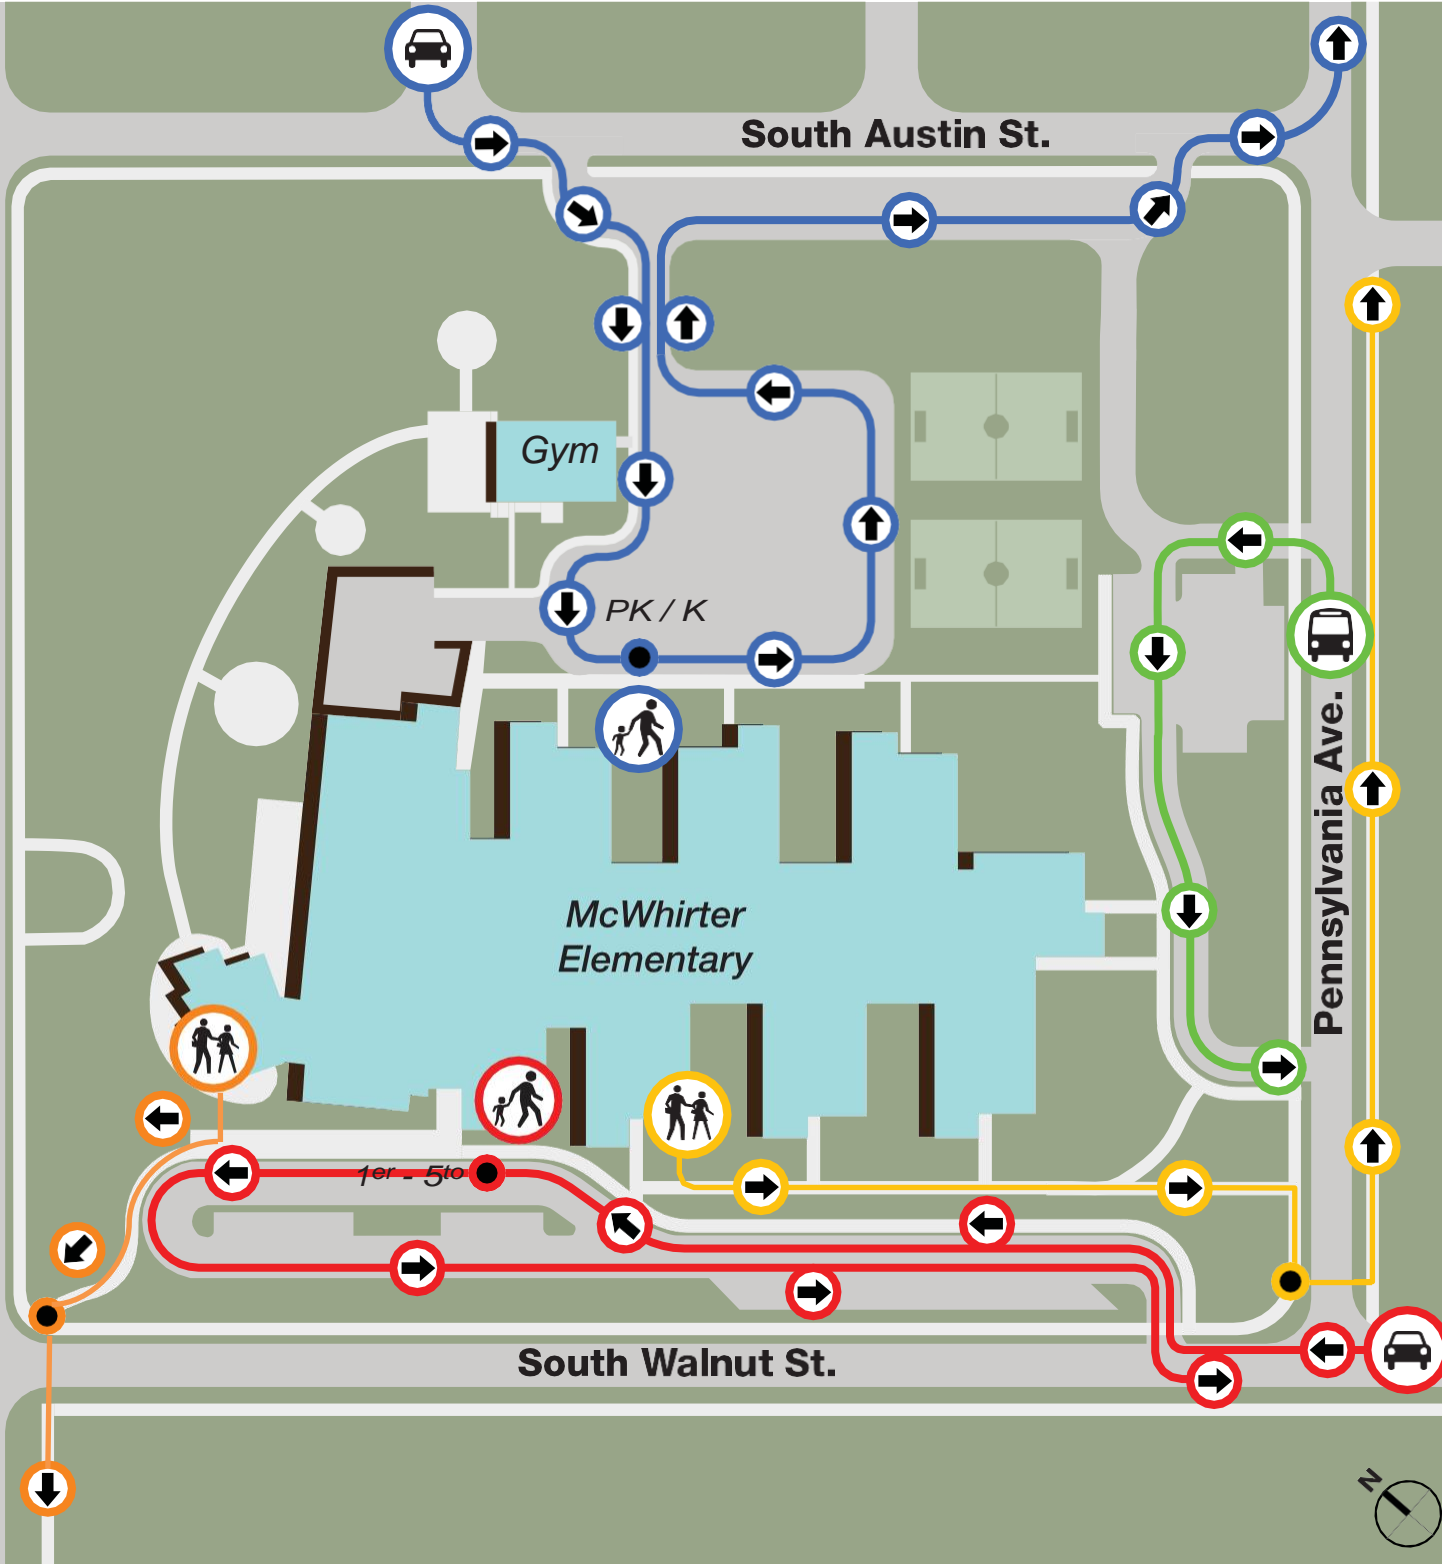 South Austin St.
Gym
PK / K
Pennsylvania Ave.
McWhirter
Elementary
1er - 5to
South Walnut St.
N